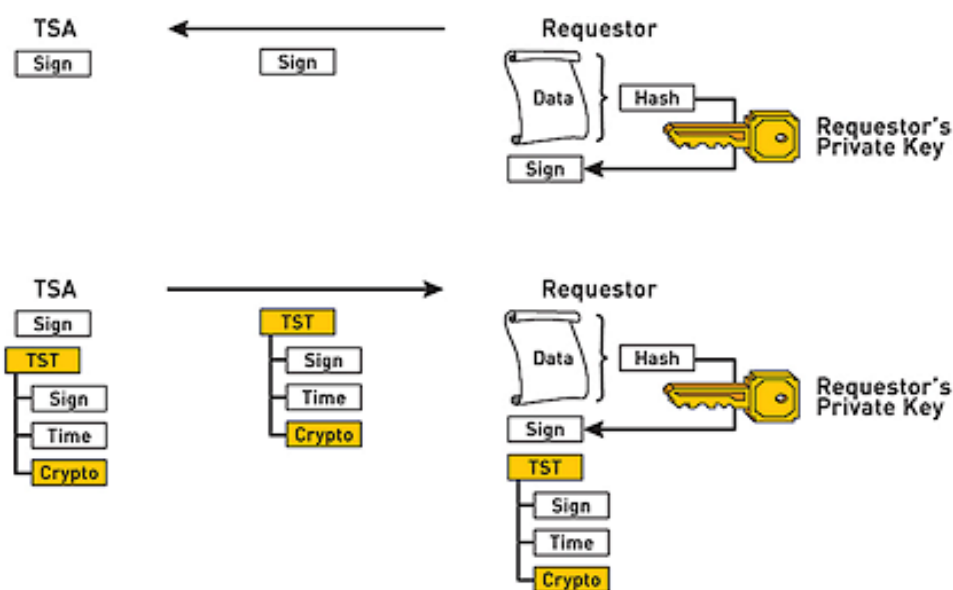 TSA
Requestor
Sign
Sign
Data
Hash
Requestor's
Private Key
Sign
TSA
Requestor
Sign
TST
TST
Sign
Time
Crypto
Sign
Time
Crypto
Data
Hash
Requestor's
Private Key
Sign
TST
Sign
Time
Crypto